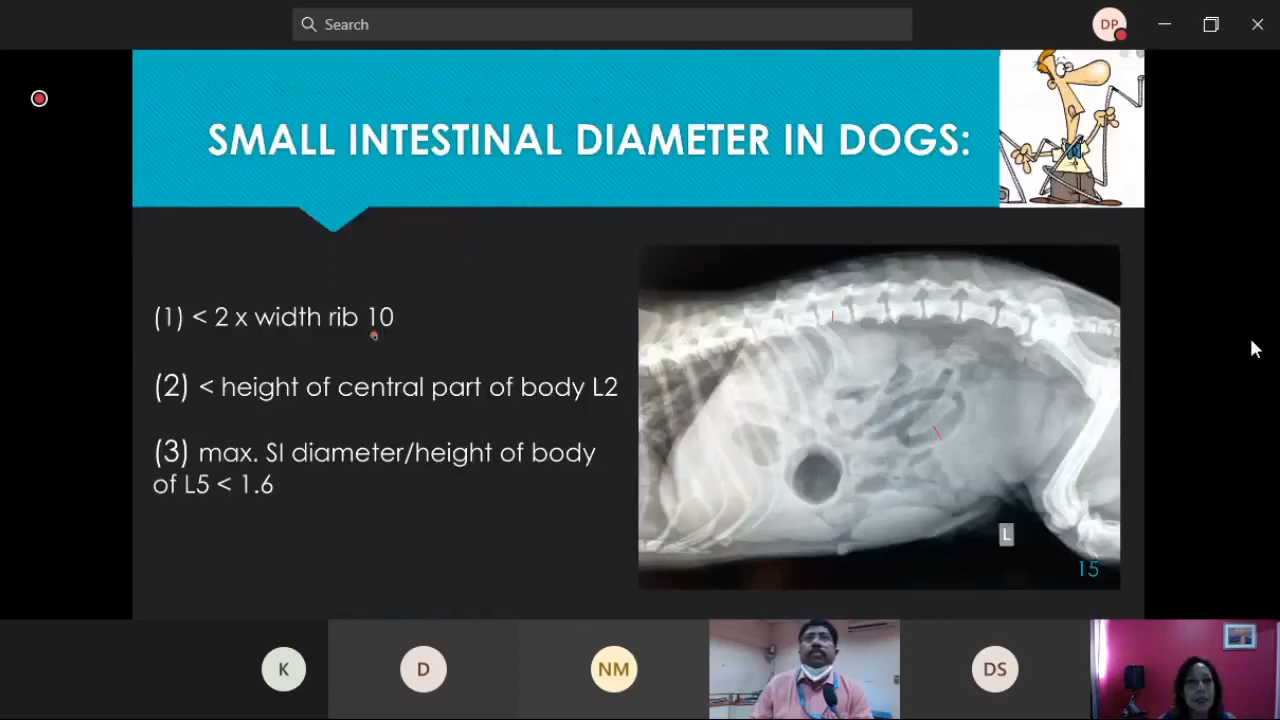 Search
DP
SMALL INTESTINAL DIAMETER IN DOGS:
(1) < 2 x width rib 10
(2) < height of central part of body L2
(3) max. SI diameter/height of body
of L5 < 1.6
L
15
K
D
NM
DS